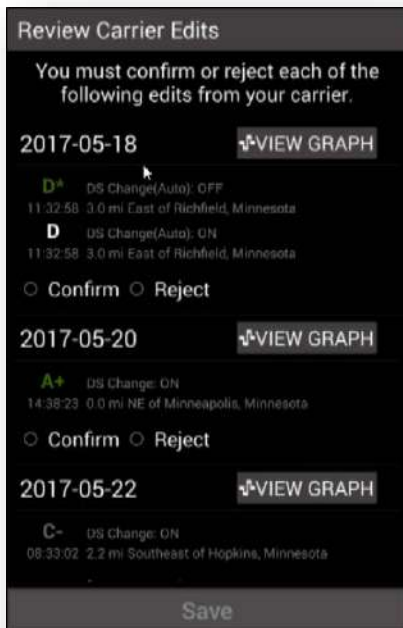 Review Carrier Edits
You must confirm or reject each of the
following edits from your carrier.
2017-05-18 VIEW GRAPH
D* DS Change(Auto): OFF
11:32:58 3.0 mi East of Richfield, Minnesota
D DS Change(Auto): ON
11:32:58 3.0 mi East of Richfield, Minnesota
Confirm Reject
2017-05-20 VIEW GRAPH
A+ DS Change: ON
14:38:23 0.0 mi NE of Minneapolis, Minnesota
Confirm Reject
2017-05-22 VIEW GRAPH
C- DS Change: ON
08:33:02 2.2 mi Southeast of Hopkins, Minnesota
Save